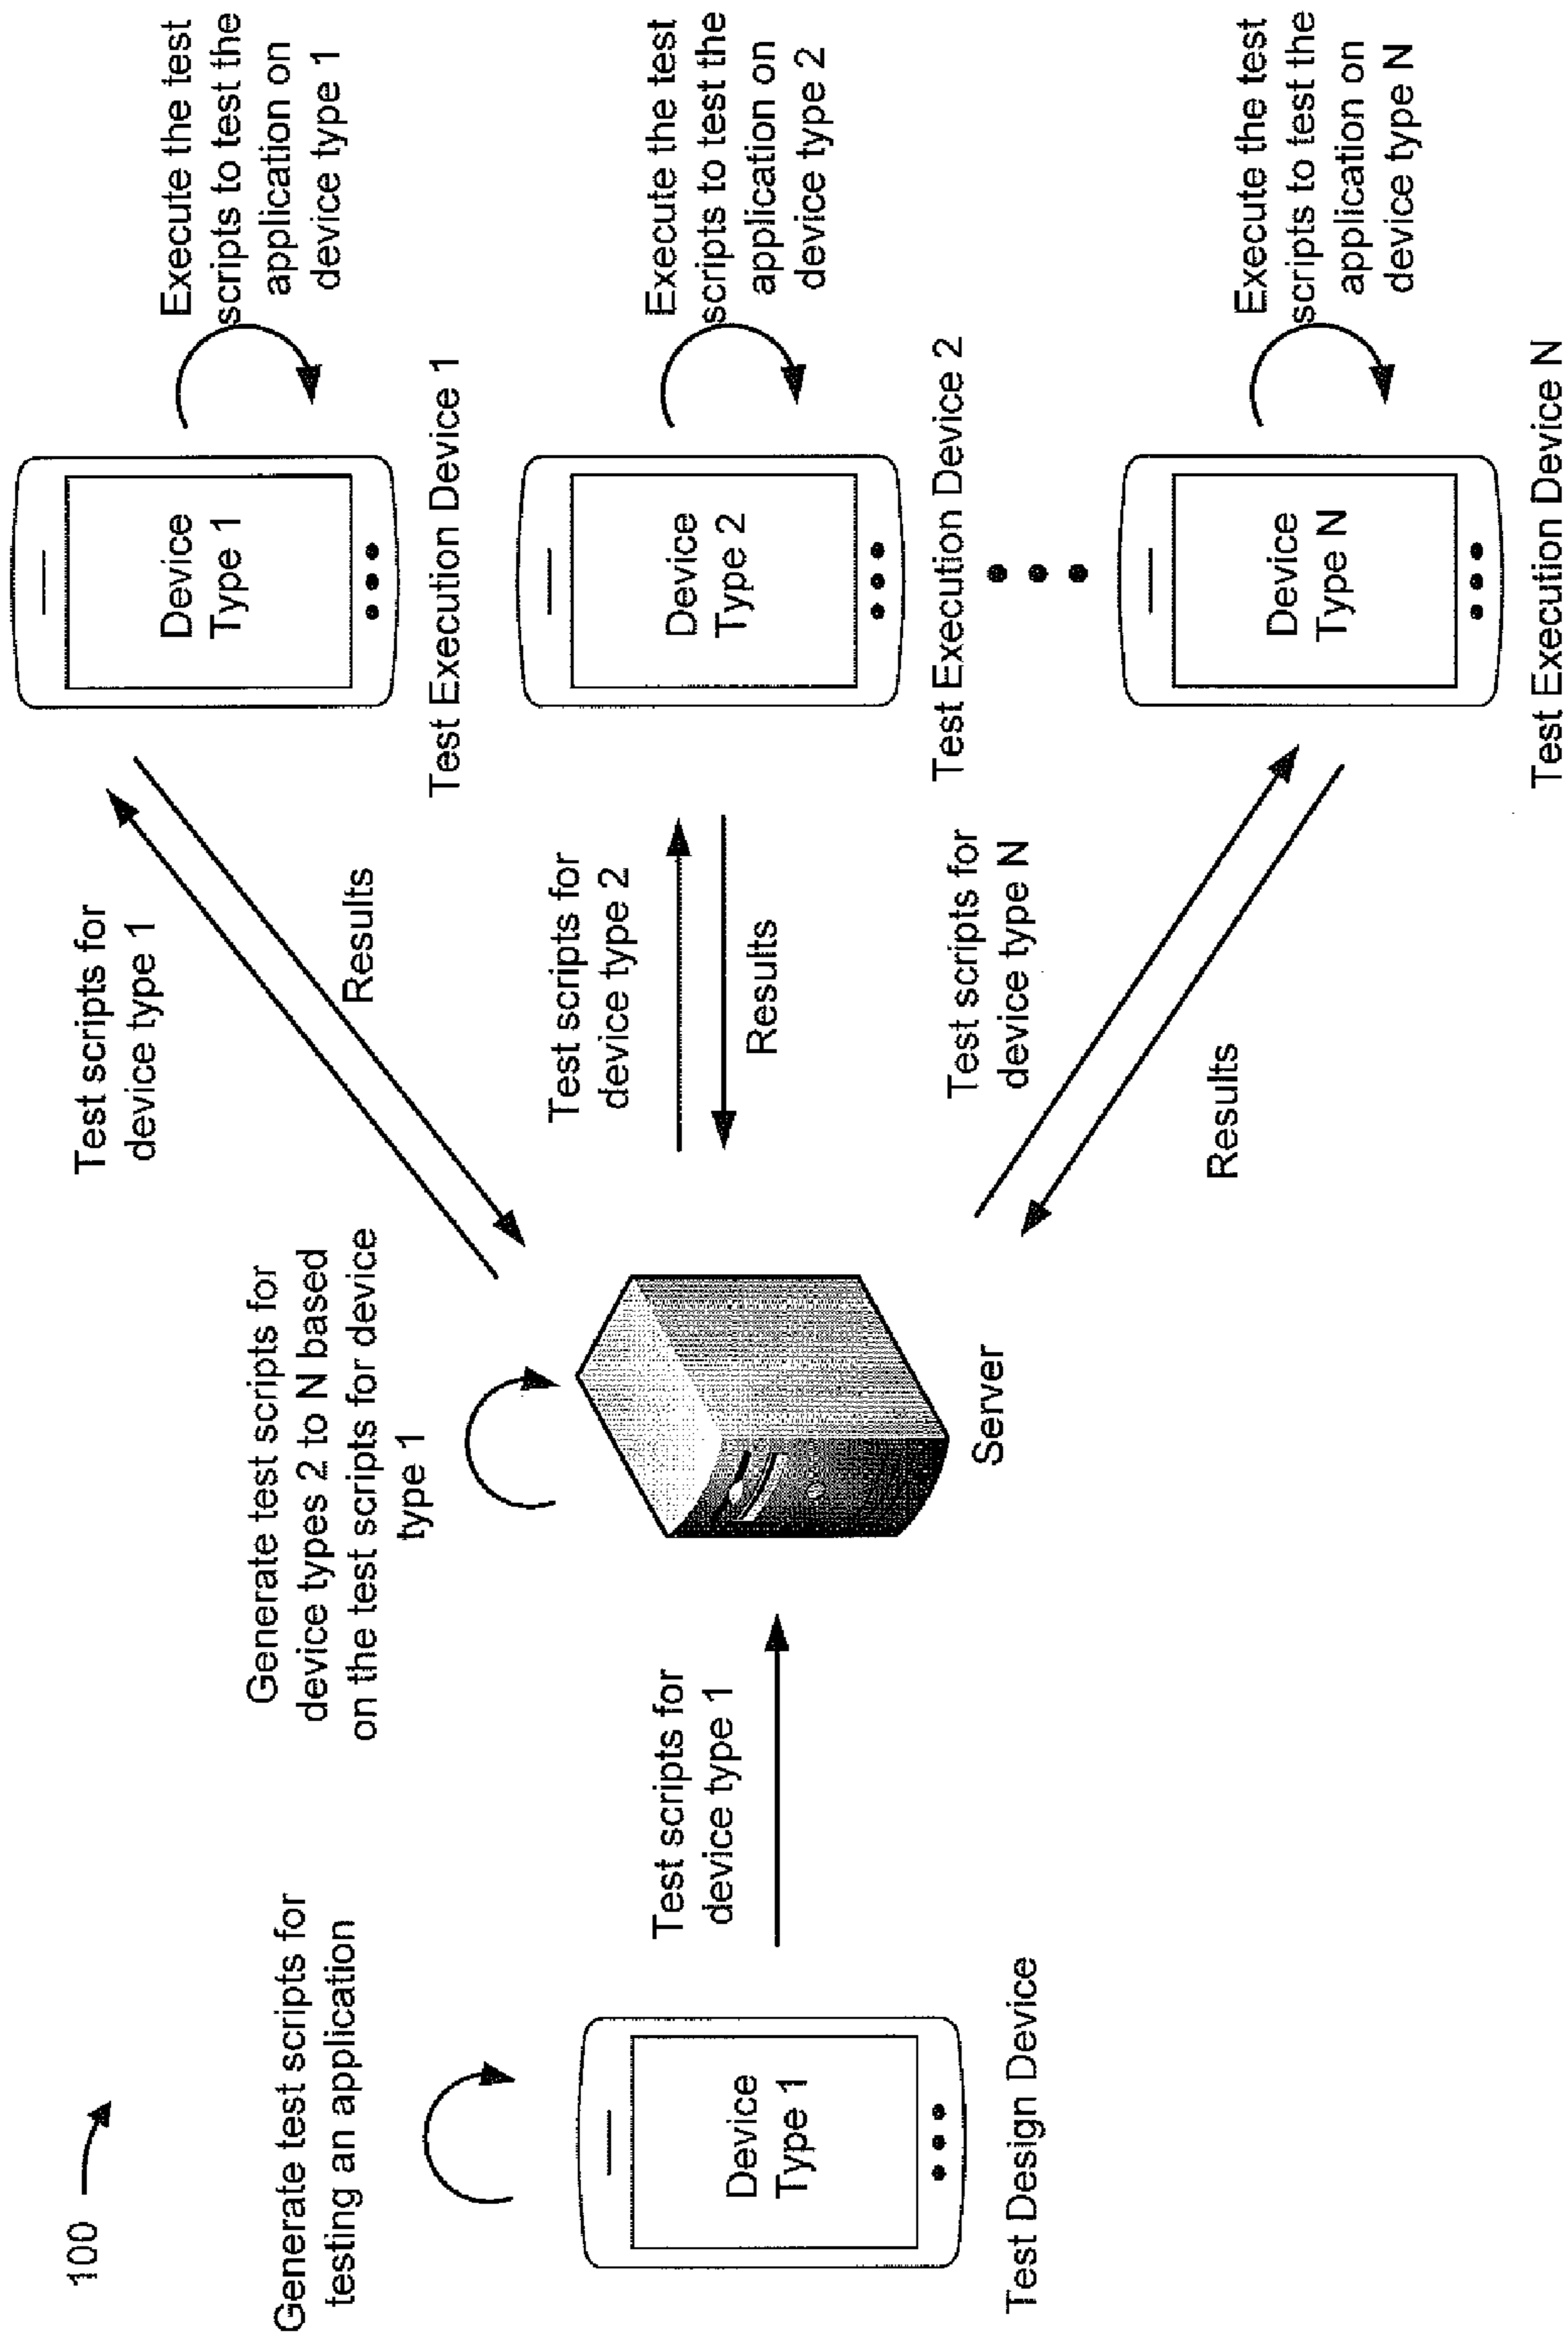 100
Generate test scripts for
testing an application
Device
Type 1
Test Design Device
Test scripts for
device type 1
Generate test scripts for
device types 2 to N based
on the test scripts for device
type 1
Server
Test scripts for
device type 1
Results
Test scripts for
device type 2
Results
Test scripts for
device type N
Results
Device
Type 1
Test Execution Device 1
Execute the test
scripts to test the
application on
device type 1
Device
Type 2
Test Execution Device 2
Execute the test
scripts to test the
application on
device type 2
Device
Type N
Test Execution Device N
Execute the test
scripts to test the
application on
device type N